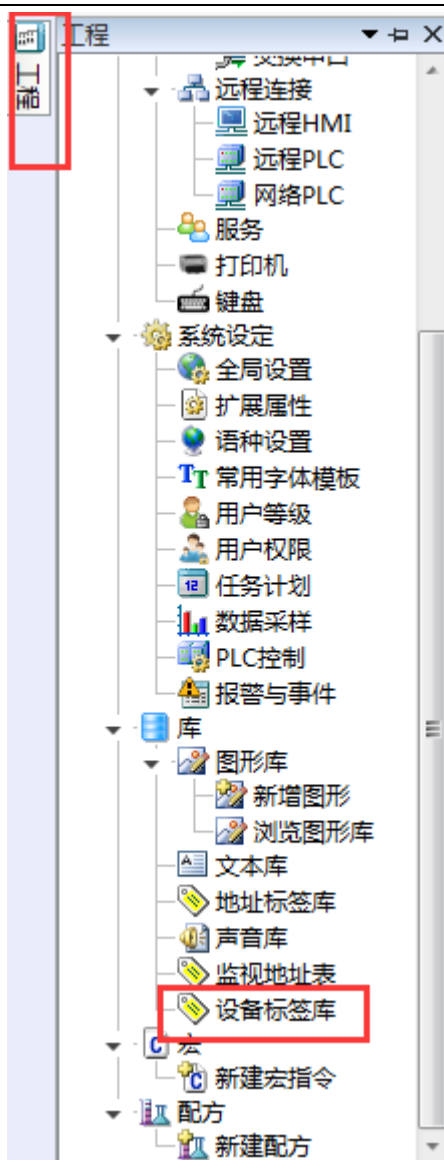 工程
工程
交换中台
远程连接
远程HMI
远程PLC
网络PLC
服务
打印机
键盘
系统设定
全局设置
扩展属性
语种设置
常用字体模板
用户等级
用户权限
任务计划
数据采样
PLC控制
报警与事件
库
图形库
新增图形
浏览图形库
文本库
地址标签库
声音库
监视地址表
设备标签库
宏
新建宏指令
配方
新建配方